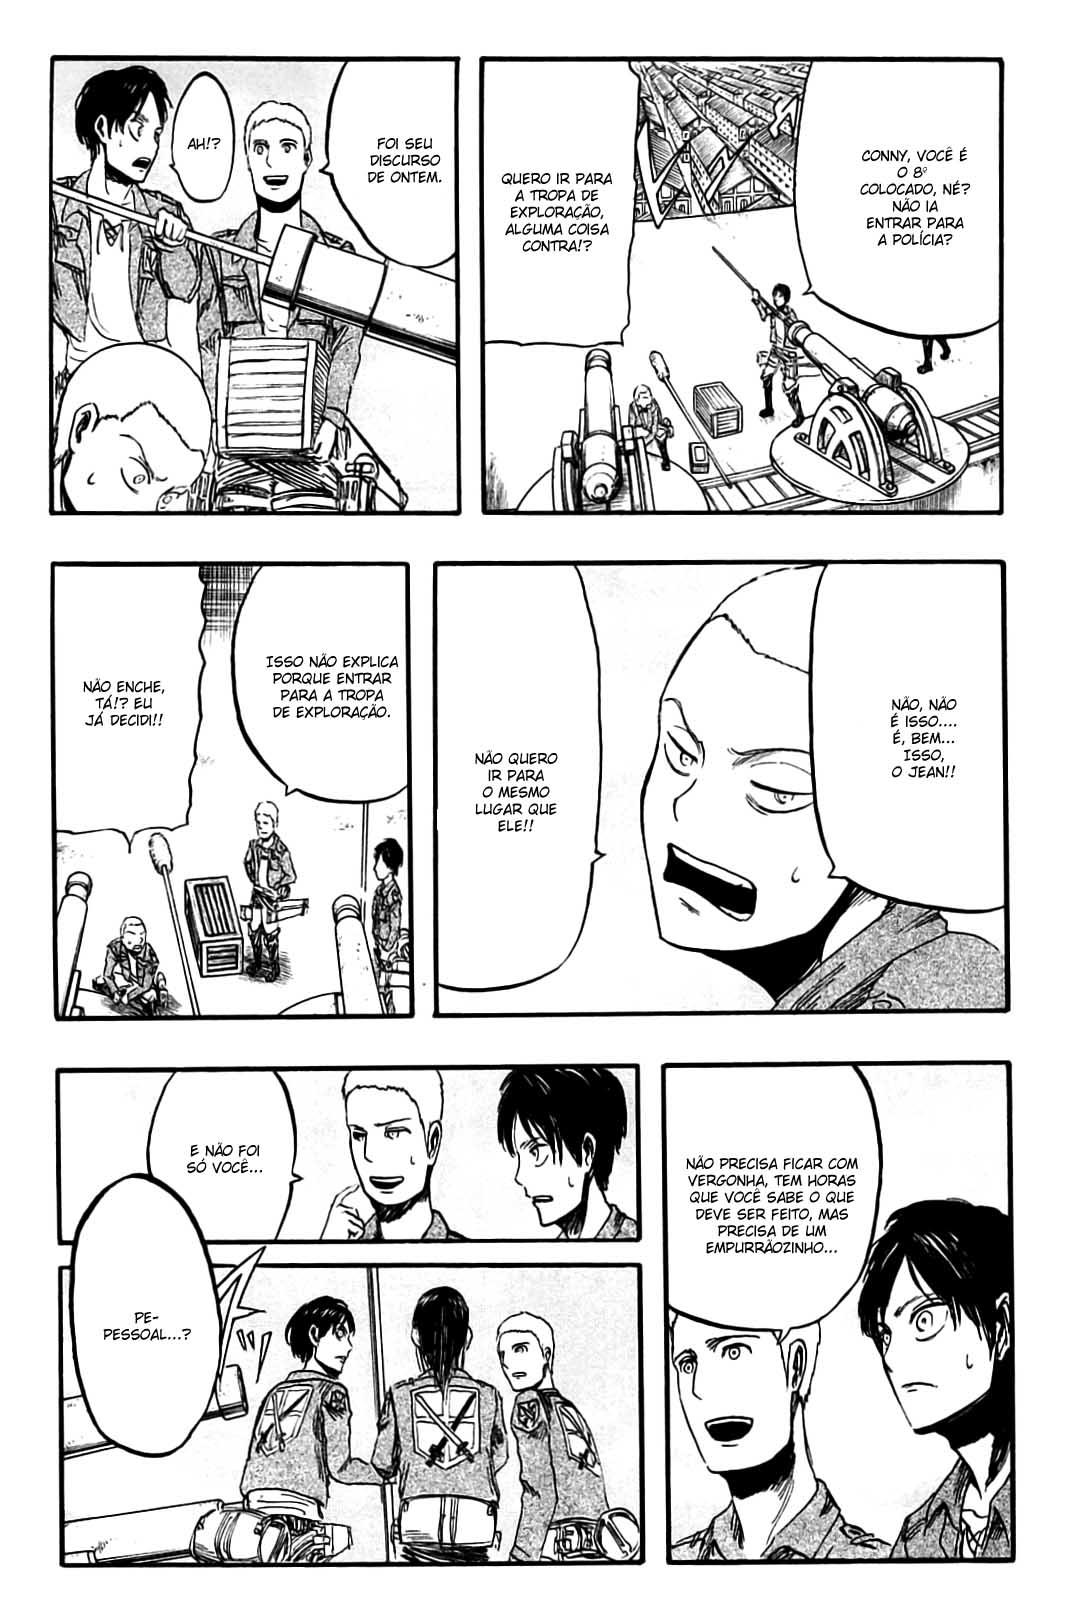 CONNY, VOCÊ É
O 8º
COLOCADO, NÉ?
NÃO IA
ENTRAR PARA
A POLÍCIA?
QUERO IR PARA
A TROPA DE
EXPLORAÇÃO,
ALGUMA COISA
CONTRA!?
FOI SEU
DISCURSO
DE ONTEM.
AH!?
NÃO, NÃO
É ISSO....
É, BEM...
ISSO,
O JEAN!!
NÃO QUERO
IR PARA
O MESMO
LUGAR QUE
ELE!!
ISSO NÃO EXPLICA
PORQUE ENTRAR
PARA A TROPA
DE EXPLORAÇÃO.
NÃO ENCHE,
TÁ!? EU
JÁ DECIDI!!
NÃO PRECISA FICAR COM
VERGONHA, TEM HORAS
QUE VOCÊ SABE O QUE
DEVE SER FEITO, MAS
PRECISA DE UM
EMPURRÃOZINHO...
E NÃO FOI
SÓ VOCÊ...
PE-
PESSOAL...?